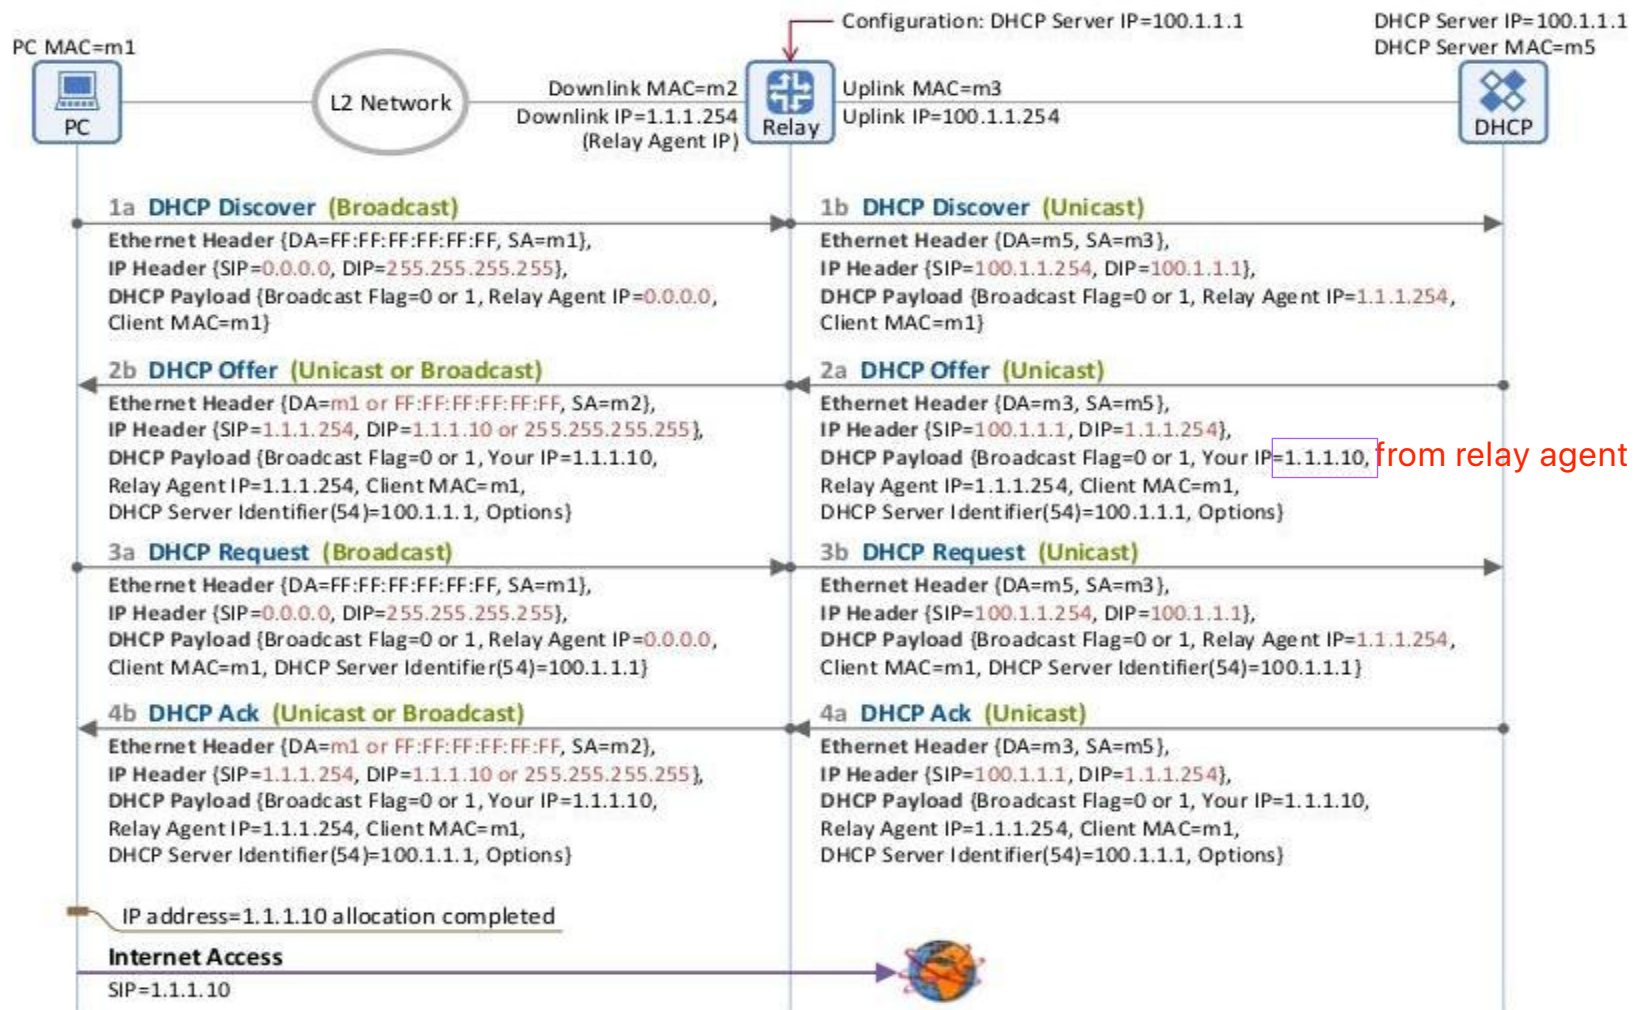 Configuration: DHCP Server IP=100.1.1.1
DHCP Server IP=100.1.1.1
DHCP Server MAC=m5
PC MAC=m1
PC
L2 Network
Downlink MAC=m2
Downlink IP=1.1.1.254
(Relay Agent IP)
Relay
Uplink MAC=m3
Uplink IP=100.1.1.254
DHCP
1a DHCP Discover (Broadcast)
Ethernet Header {DA=FF:FF:FF:FF:FF:FF, SA=m1},
IP Header {SIP=0.0.0.0, DIP=255.255.255.255},
DHCP Payload {Broadcast Flag=0 or 1, Relay Agent IP=0.0.0.0,
Client MAC=m1}
1b DHCP Discover (Unicast)
Ethernet Header {DA=m5, SA=m3},
IP Header {SIP=100.1.1.254, DIP=100.1.1.1},
DHCP Payload {Broadcast Flag=0 or 1, Relay Agent IP=1.1.1.254,
Client MAC=m1}
2b DHCP Offer (Unicast or Broadcast)
Ethernet Header {DA=m1 or FF:FF:FF:FF:FF:FF, SA=m2},
IP Header {SIP=1.1.1.254, DIP=1.1.1.10 or 255.255.255.255},
DHCP Payload {Broadcast Flag=0 or 1, Your IP=1.1.1.10,
Relay Agent IP=1.1.1.254, Client MAC=m1,
DHCP Server Identifier(54)=100.1.1.1, Options}
2a DHCP Offer (Unicast)
Ethernet Header {DA=m3, SA=m5},
IP Header {SIP=100.1.1.1, DIP=1.1.1.254},
DHCP Payload {Broadcast Flag=0 or 1, Your IP=1.1.1.10, from relay agent
Relay Agent IP=1.1.1.254, Client MAC=m1,
DHCP Server Identifier(54)=100.1.1.1, Options}
3a DHCP Request (Broadcast)
Ethernet Header {DA=FF:FF:FF:FF:FF:FF, SA=m1},
IP Header {SIP=0.0.0.0, DIP=255.255.255.255},
DHCP Payload {Broadcast Flag=0 or 1, Relay Agent IP=0.0.0.0,
Client MAC=m1, DHCP Server Identifier(54)=100.1.1.1}
3b DHCP Request (Unicast)
Ethernet Header {DA=m5, SA=m3},
IP Header {SIP=100.1.1.254, DIP=100.1.1.1},
DHCP Payload {Broadcast Flag=0 or 1, Relay Agent IP=1.1.1.254,
Client MAC=m1, DHCP Server Identifier(54)=100.1.1.1}
4b DHCP Ack (Unicast or Broadcast)
Ethernet Header {DA=m1 or FF:FF:FF:FF:FF:FF, SA=m2},
IP Header {SIP=1.1.1.254, DIP=1.1.1.10 or 255.255.255.255},
DHCP Payload {Broadcast Flag=0 or 1, Your IP=1.1.1.10,
Relay Agent IP=1.1.1.254, Client MAC=m1,
DHCP Server Identifier(54)=100.1.1.1, Options}
4a DHCP Ack (Unicast)
Ethernet Header {DA=m3, SA=m5},
IP Header {SIP=100.1.1.1, DIP=1.1.1.254},
DHCP Payload {Broadcast Flag=0 or 1, Your IP=1.1.1.10,
Relay Agent IP=1.1.1.254, Client MAC=m1,
DHCP Server Identifier(54)=100.1.1.1, Options}
IP address=1.1.1.10 allocation completed
Internet Access
SIP=1.1.1.10